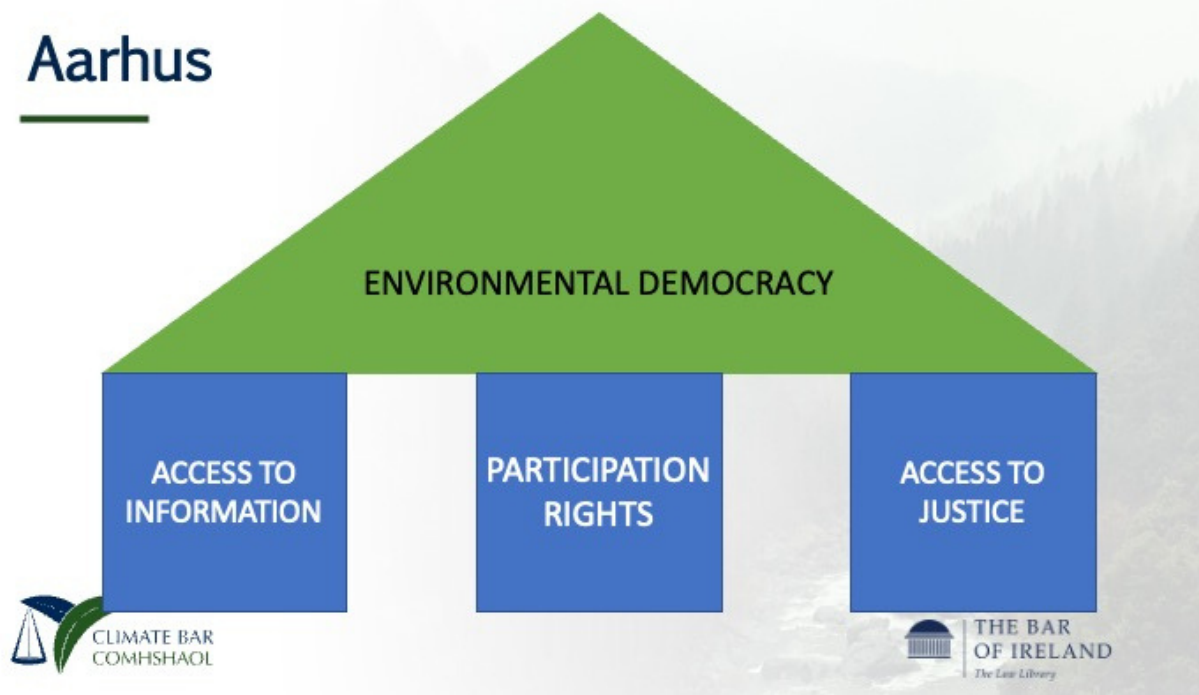 Aarhus
ENVIRONMENTAL DEMOCRACY
ACCESS TO
INFORMATION
PARTICIPATION
RIGHTS
ACCESS TO
JUSTICE
CLIMATE BAR
COMHSHAOL
THE BAR
OF IRELAND
The Law Library